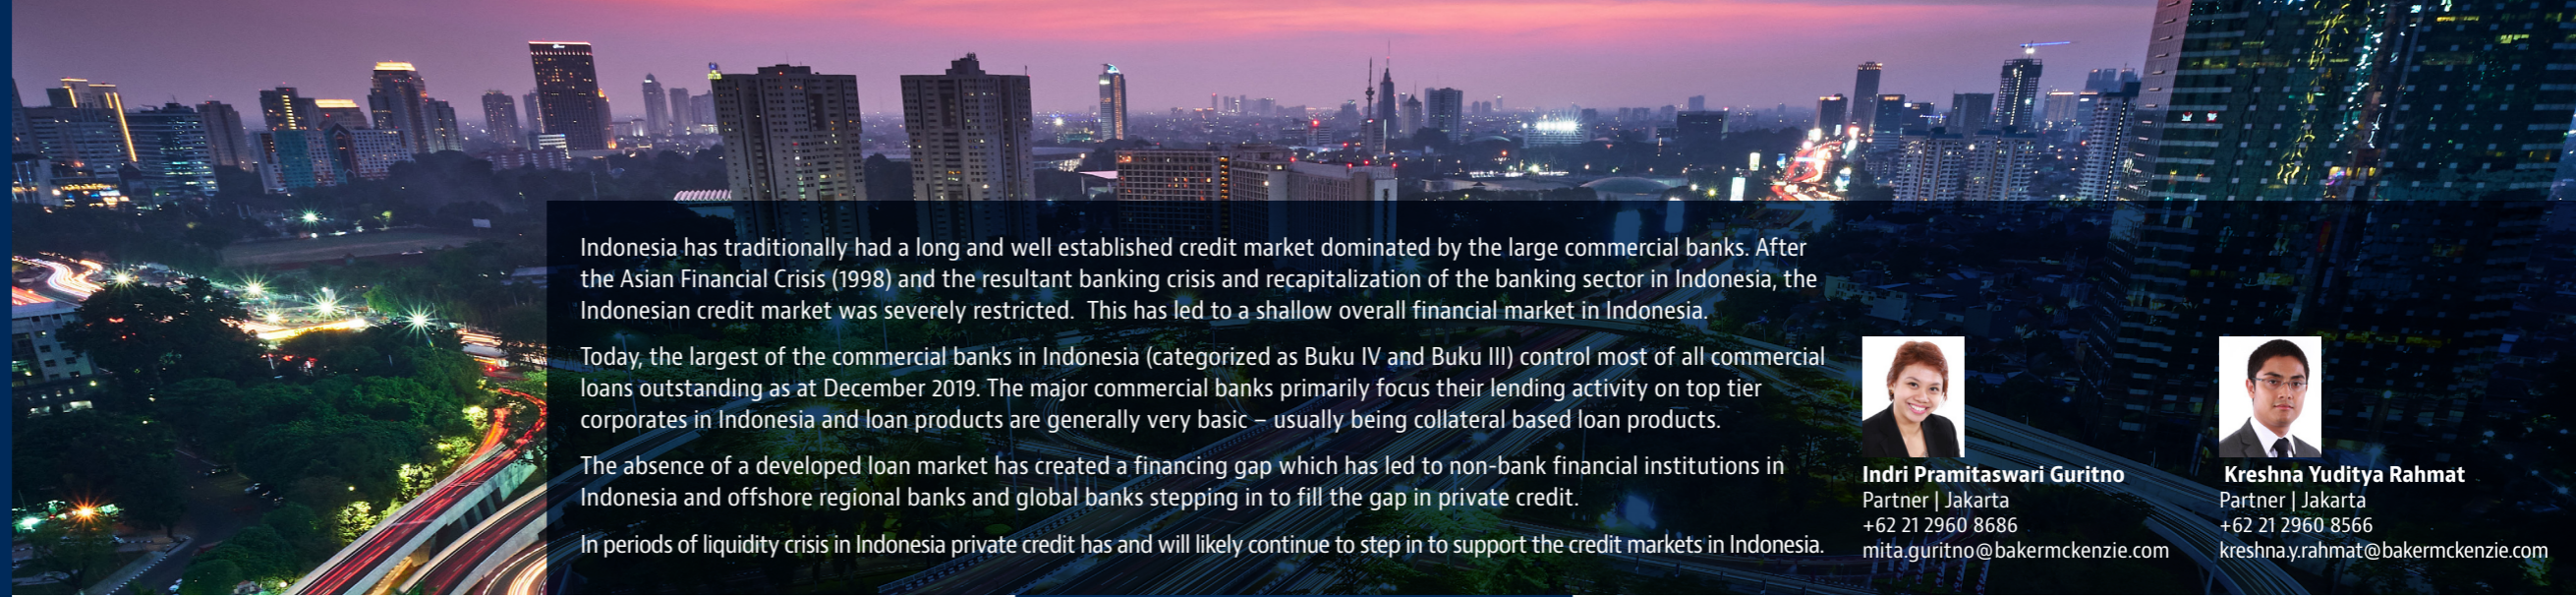 Indonesia has traditionally had a long and well established credit market dominated by the large commercial banks. After
the Asian Financial Crisis (1998) and the resultant banking crisis and recapitalization of the banking sector in Indonesia, the
Indonesian credit market was severely restricted.  This has led to a shallow overall financial market in Indonesia.
Today, the largest of the commercial banks in Indonesia (categorized as Buku IV and Buku III) control most of all commercial
loans outstanding as at December 2019. The major commercial banks primarily focus their lending activity on top tier
corporates in Indonesia and loan products are generally very basic – usually being collateral based loan products.
The absence of a developed loan market has created a financing gap which has led to non-bank financial institutions in
Indonesia and offshore regional banks and global banks stepping in to fill the gap in private credit.
In periods of liquidity crisis in Indonesia private credit has and will likely continue to step in to support the credit markets in Indonesia.
Indri Pramitaswari Guritno
Partner | Jakarta
+62 21 2960 8686
mita.guritno@bakermckenzie.com
Kreshna Yuditya Rahmat
Partner | Jakarta
+62 21 2960 8566
kreshna.y.rahmat@bakermckenzie.com